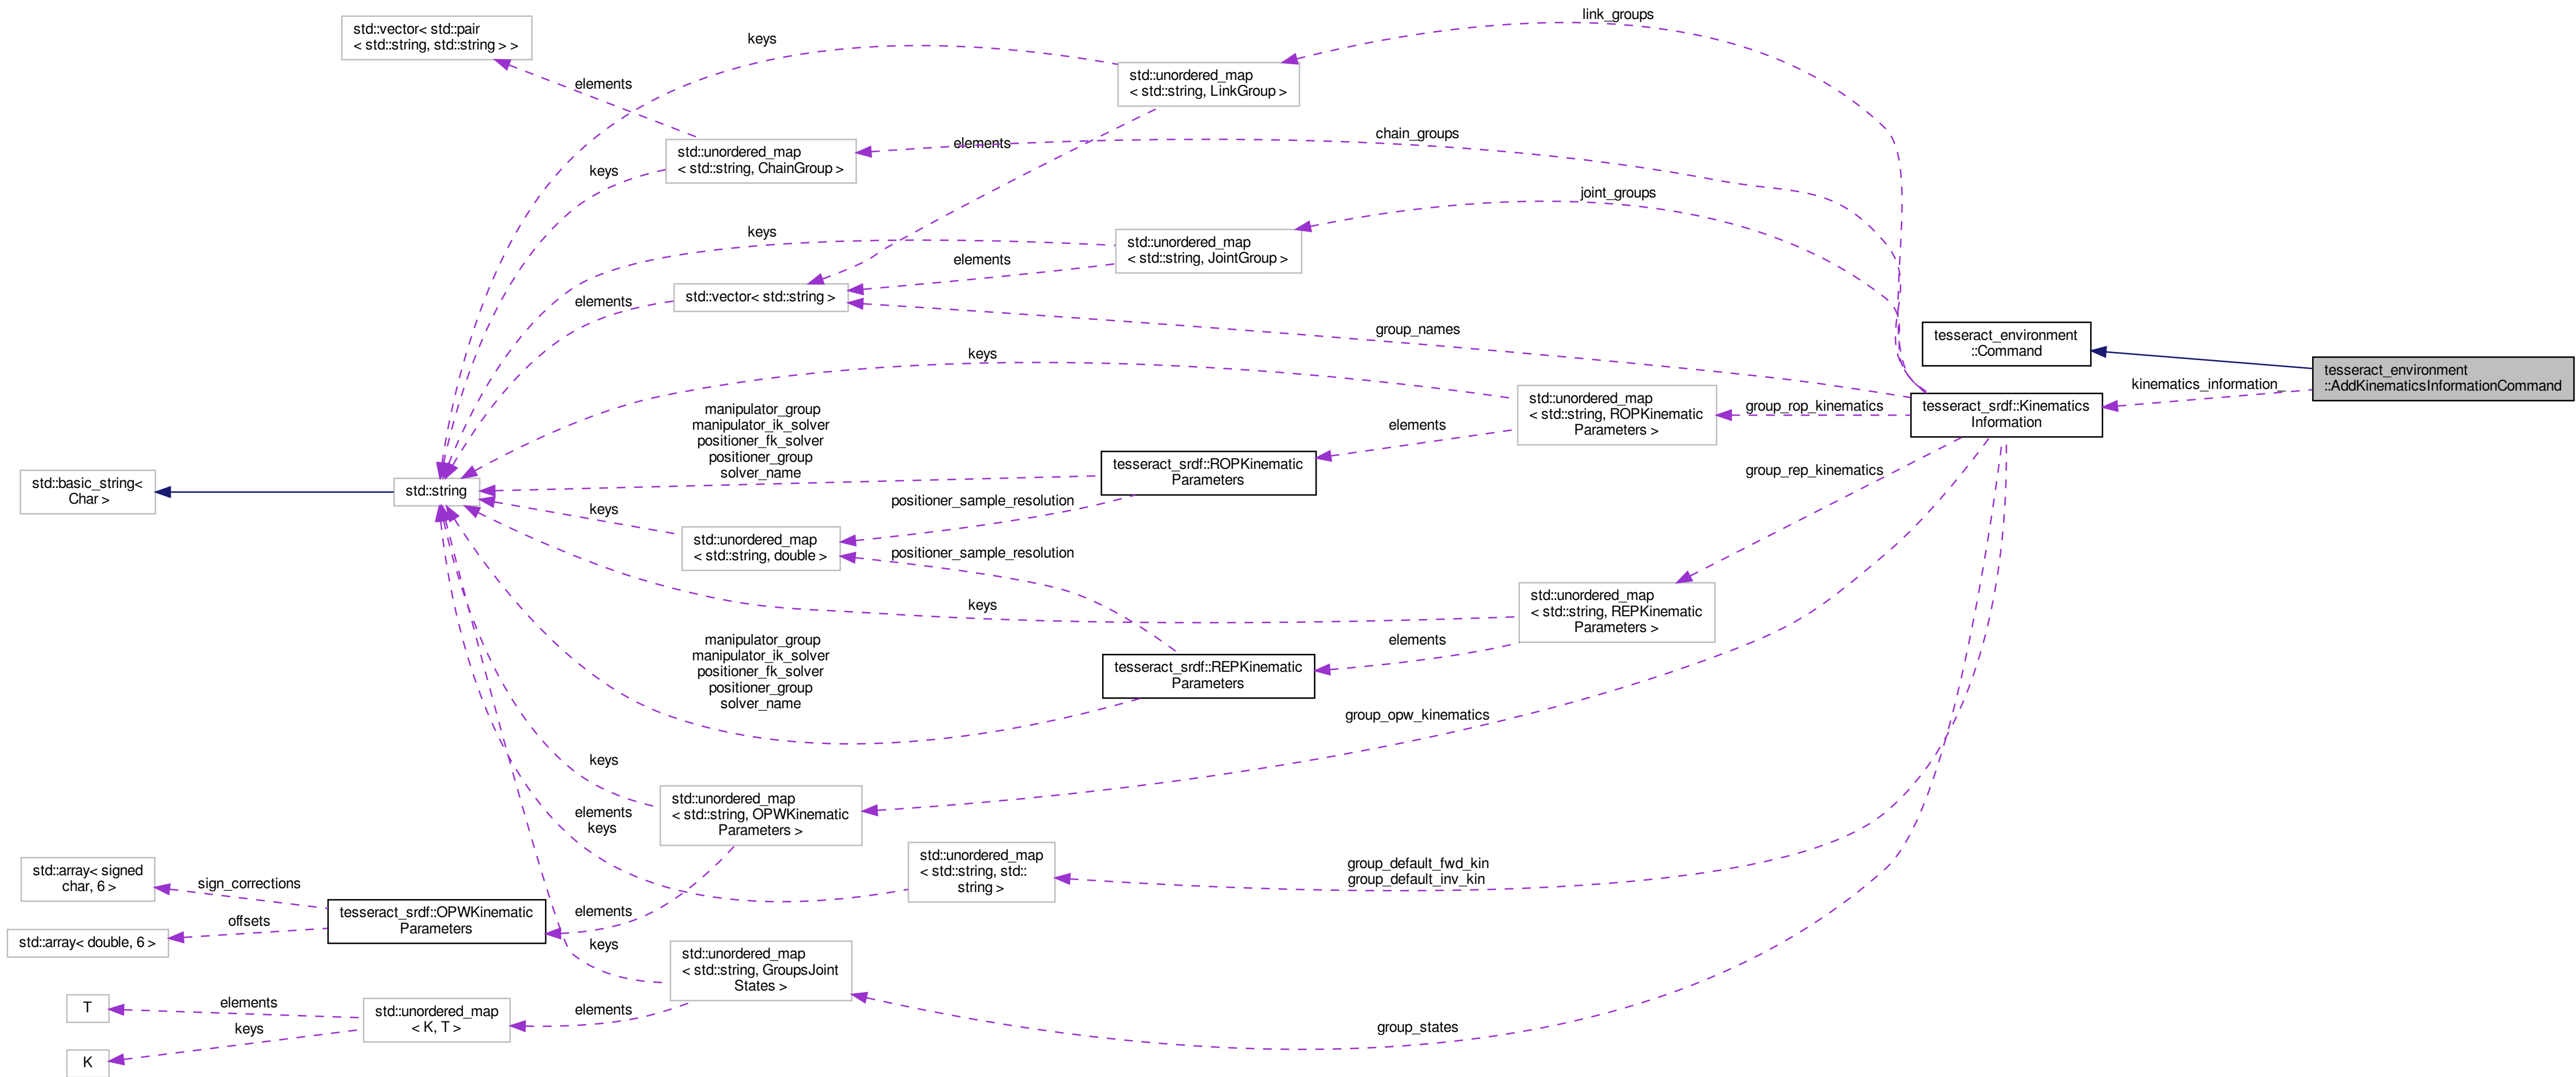 link_groups
std::vector< std::pair
< std::string, std::string > >
keys
std::unordered_map
< std::string, LinkGroup >
elements
chain_groups
elements
std::unordered_map
< std::string, ChainGroup >
keys
joint_groups
keys
std::unordered_map
< std::string, JointGroup >
elements
std::vector< std::string >
elements
group_names
tesseract_environment
::Command
tesseract_environment
::AddKinematicsInformationCommand
kinematics_information
keys
std::unordered_map
< std::string, ROPKinematic
Parameters >
group_rop_kinematics
tesseract_srdf::Kinematics
Information
manipulator_group
manipulator_ik_solver
positioner_fk_solver
positioner_group
solver_name
elements
tesseract_srdf::ROPKinematic
Parameters
group_rep_kinematics
std::basic_string<
Char >
std::string
positioner_sample_resolution
keys
std::unordered_map
< std::string, double >
positioner_sample_resolution
keys
std::unordered_map
< std::string, REPKinematic
Parameters >
elements
manipulator_group
manipulator_ik_solver
positioner_fk_solver
positioner_group
solver_name
tesseract_srdf::REPKinematic
Parameters
group_opw_kinematics
keys
std::unordered_map
< std::string, OPWKinematic
Parameters >
elements
keys
std::unordered_map
< std::string, std::
string >
group_default_fwd_kin
group_default_inv_kin
std::array< signed
char, 6 >
sign_corrections
tesseract_srdf::OPWKinematic
Parameters
elements
offsets
std::array< double, 6 >
keys
std::unordered_map
< std::string, GroupsJoint
States >
T
elements
std::unordered_map
< K, T >
elements
group_states
keys
K